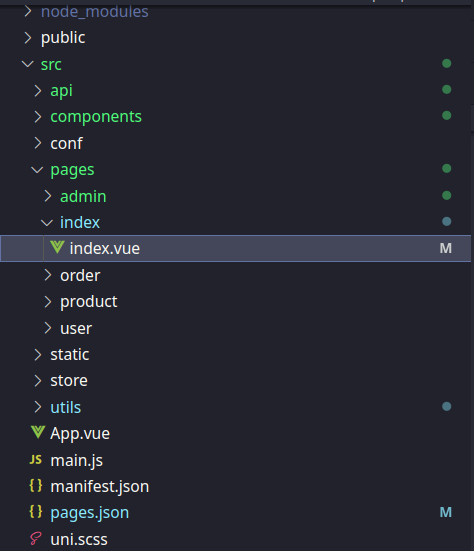 node_modules
public
src
api
components
conf
pages
admin
index
index.vue M
order
product
user
static
store
utils
App.vue
JS main.js
{} manifest.json
{} pages.json M
uni.scss